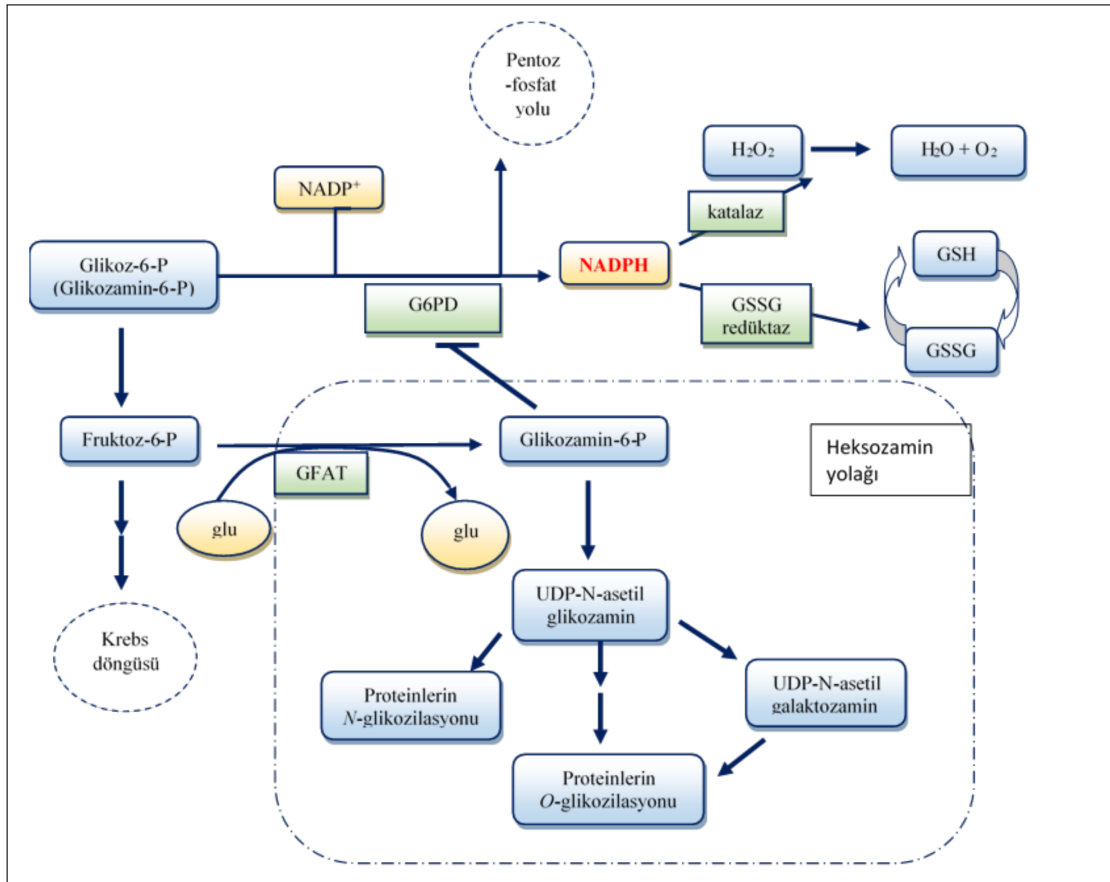 Pentoz
-fosfat
yolu
H₂O₂
H₂O + O₂
NADP⁺
katalaz
Glikoz-6-P
(Glikozamin-6-P)
NADPH
GSH
G6PD
GSSG
redüktaz
GSSG
Fruktoz-6-P
Glikozamin-6-P
Heksozamin
yolağı
GFAT
glu
glu
UDP-N-asetil
glikozamin
Krebs
döngüsü
Proteinlerin
N-glikozilasyonu
UDP-N-asetil
galaktozamin
Proteinlerin
O-glikozilasyonu